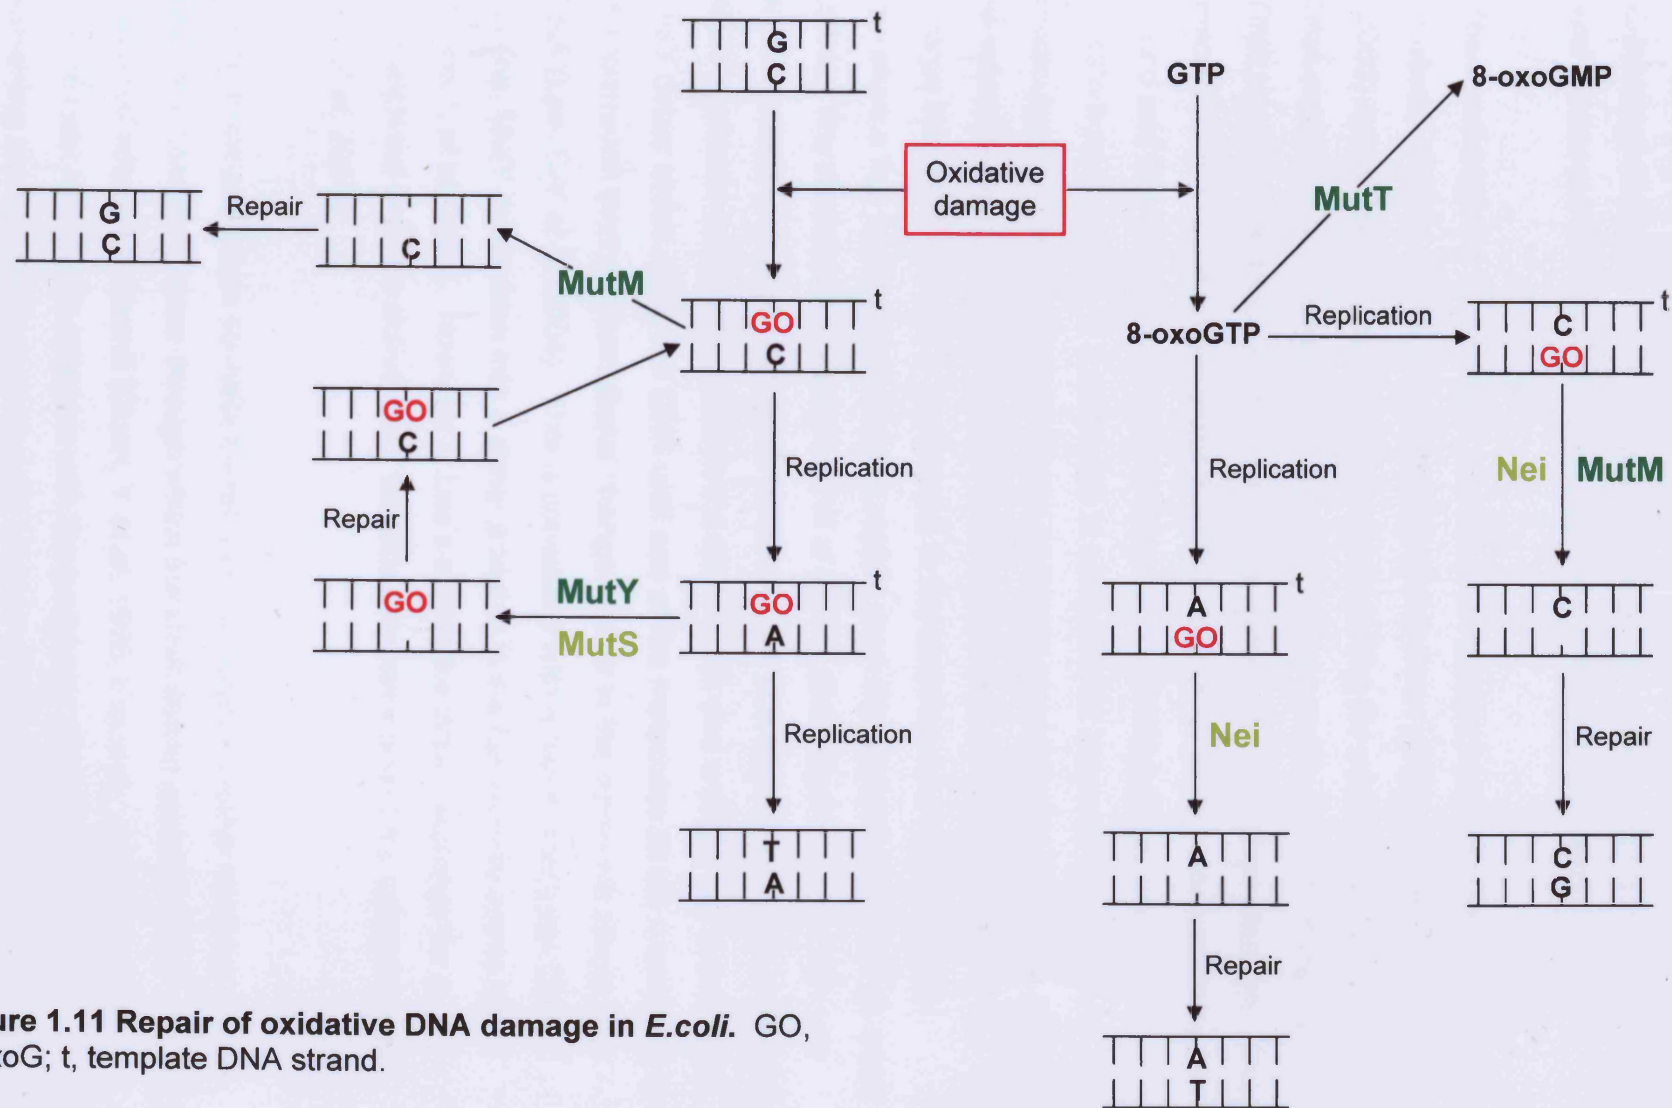 t
G
C
GTP
8-oxoGMP
Oxidative
damage
MutT
G
C
Repair
C
MutM
t
GO
C
8-oxoGTP
Replication
t
C
GO
GO
C
Replication
Replication
Nei
MutM
Repair
GO
MutY
MutS
t
GO
A
t
A
GO
C
Replication
Nei
Repair
T
A
A
C
G
Repair
A
T
ure 1.11 Repair of oxidative DNA damage in E.coli. GO,
oG; t, template DNA strand.